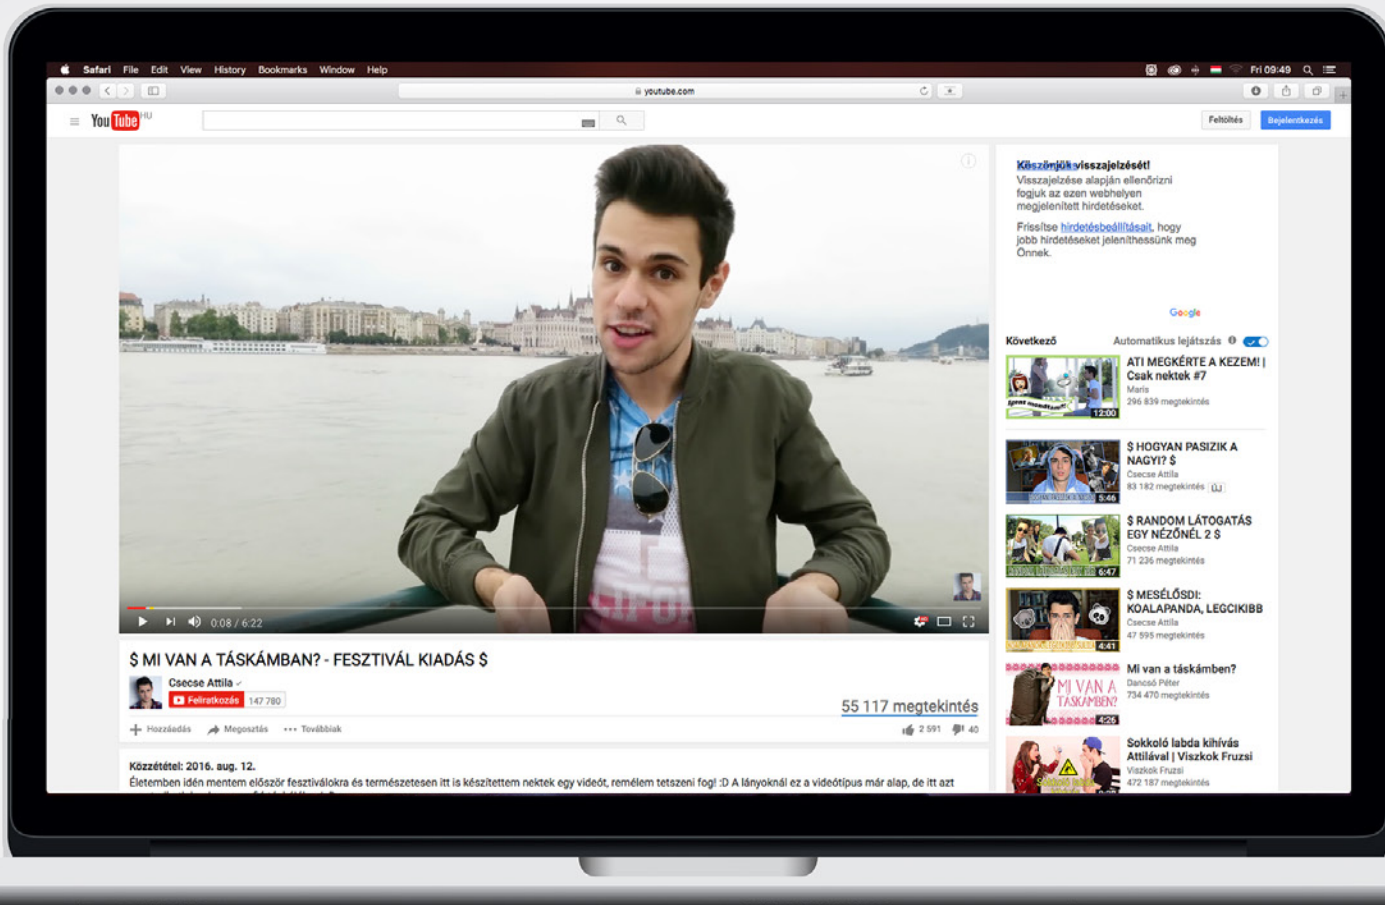 Safari File Edit View History Bookmarks Window Help
Fri 09:49
youtube.com
YouTube HU
Feltöltés
Bejelentkezés
Köszönjük visszajelzését!
Visszajelzése alapján ellenőrizni
fogjuk az ezen webhelyen
megjelenített hirdetéseket.
Frissítse hirdetésbeállításait, hogy
jobb hirdetéseket jeleníthessünk meg
Önnek.
Google
0:08 / 6:22
$ MI VAN A TÁSKÁMBAN? - FESZTIVÁL KIADÁS $
Csecse Attila
Feliratkozás 147 780
55 117 megtekintés
Hozzáadás Megosztás Továbbiak
2 591 40
Közzététel: 2016. aug. 12.
Életemben idén mentem először fesztiválokra és természetesen itt is készítettem nektek egy videót, remélem tetszeni fog! :D A lányoknál ez a videótípus már alap, de itt azt
Következő
Automatikus lejátszás
ATI MEGKÉRTE A KEZEM! |
Csak nektek #7
Maris
296 839 megtekintés
12:00
$ HOGYAN PASIZIK A
NAGYI? $
Csecse Attila
83 182 megtekintés ÚJ
5:46
$ RANDOM LÁTOGATÁS
EGY NÉZŐNÉL 2 $
Csecse Attila
71 236 megtekintés
6:47
$ MESÉLŐSDI:
KOALAPANDA, LEGCIKIBB
Csecse Attila
47 595 megtekintés
4:41
Mi van a táskámben?
Dancsó Péter
734 470 megtekintés
MI VAN A
TÁSKÁMBEN?
4:26
Sokkoló labda kihívás
Attilával | Viszkok Fruzsi
Viszkok Fruzsi
472 187 megtekintés